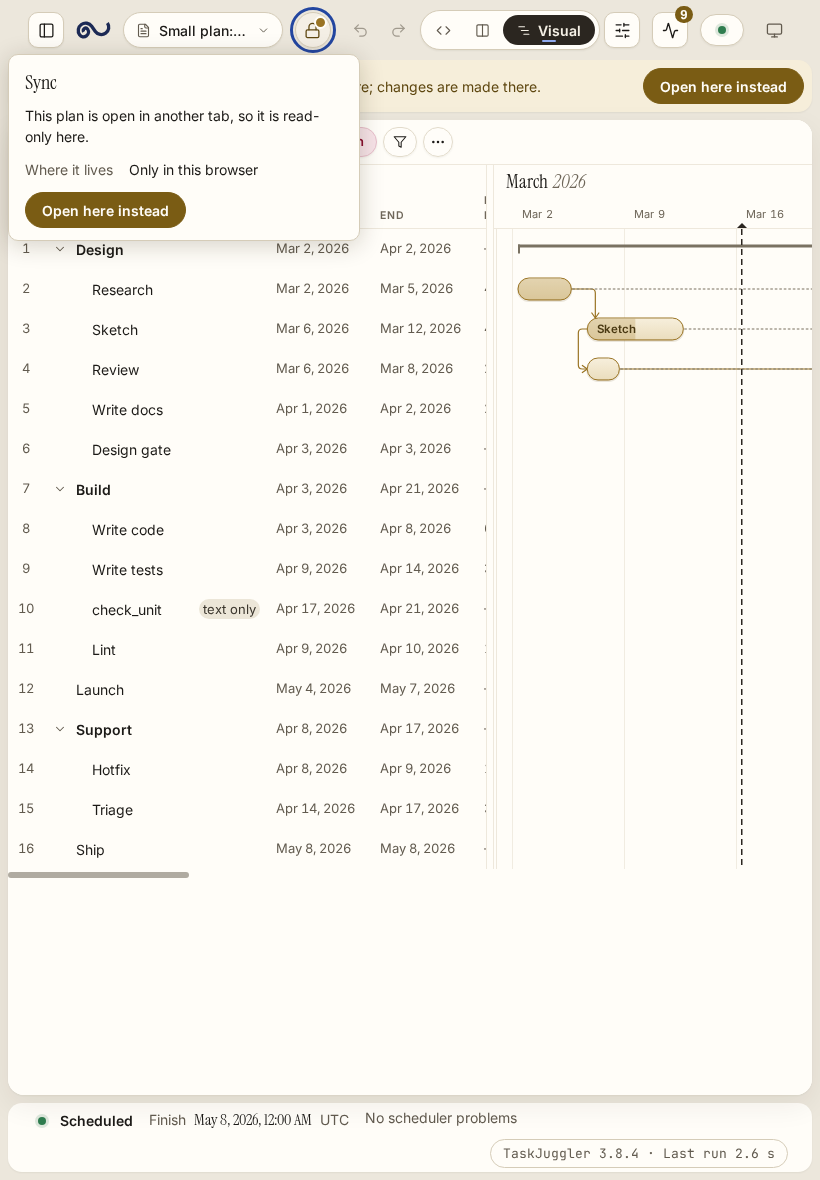 Small plan:...
Visual
9
Sync
This plan is open in another tab, so it is read-
only here.
Where it lives Only in this browser
Open here instead
changes are made there.
Open here instead
March 2026
END
Mar 2 Mar 9 Mar 16
1 Design Mar 2, 2026 Apr 2, 2026
2 Research Mar 2, 2026 Mar 5, 2026
3 Sketch Mar 6, 2026 Mar 12, 2026 Sketch
4 Review Mar 6, 2026 Mar 8, 2026
5 Write docs Apr 1, 2026 Apr 2, 2026
6 Design gate Apr 3, 2026 Apr 3, 2026
7 Build Apr 3, 2026 Apr 21, 2026
8 Write code Apr 3, 2026 Apr 8, 2026
9 Write tests Apr 9, 2026 Apr 14, 2026
10 check_unit text only Apr 17, 2026 Apr 21, 2026
11 Lint Apr 9, 2026 Apr 10, 2026
12 Launch May 4, 2026 May 7, 2026
13 Support Apr 8, 2026 Apr 17, 2026
14 Hotfix Apr 8, 2026 Apr 9, 2026
15 Triage Apr 14, 2026 Apr 17, 2026
16 Ship May 8, 2026 May 8, 2026
Scheduled Finish May 8, 2026, 12:00 AM UTC No scheduler problems
TaskJuggler 3.8.4 · Last run 2.6 s